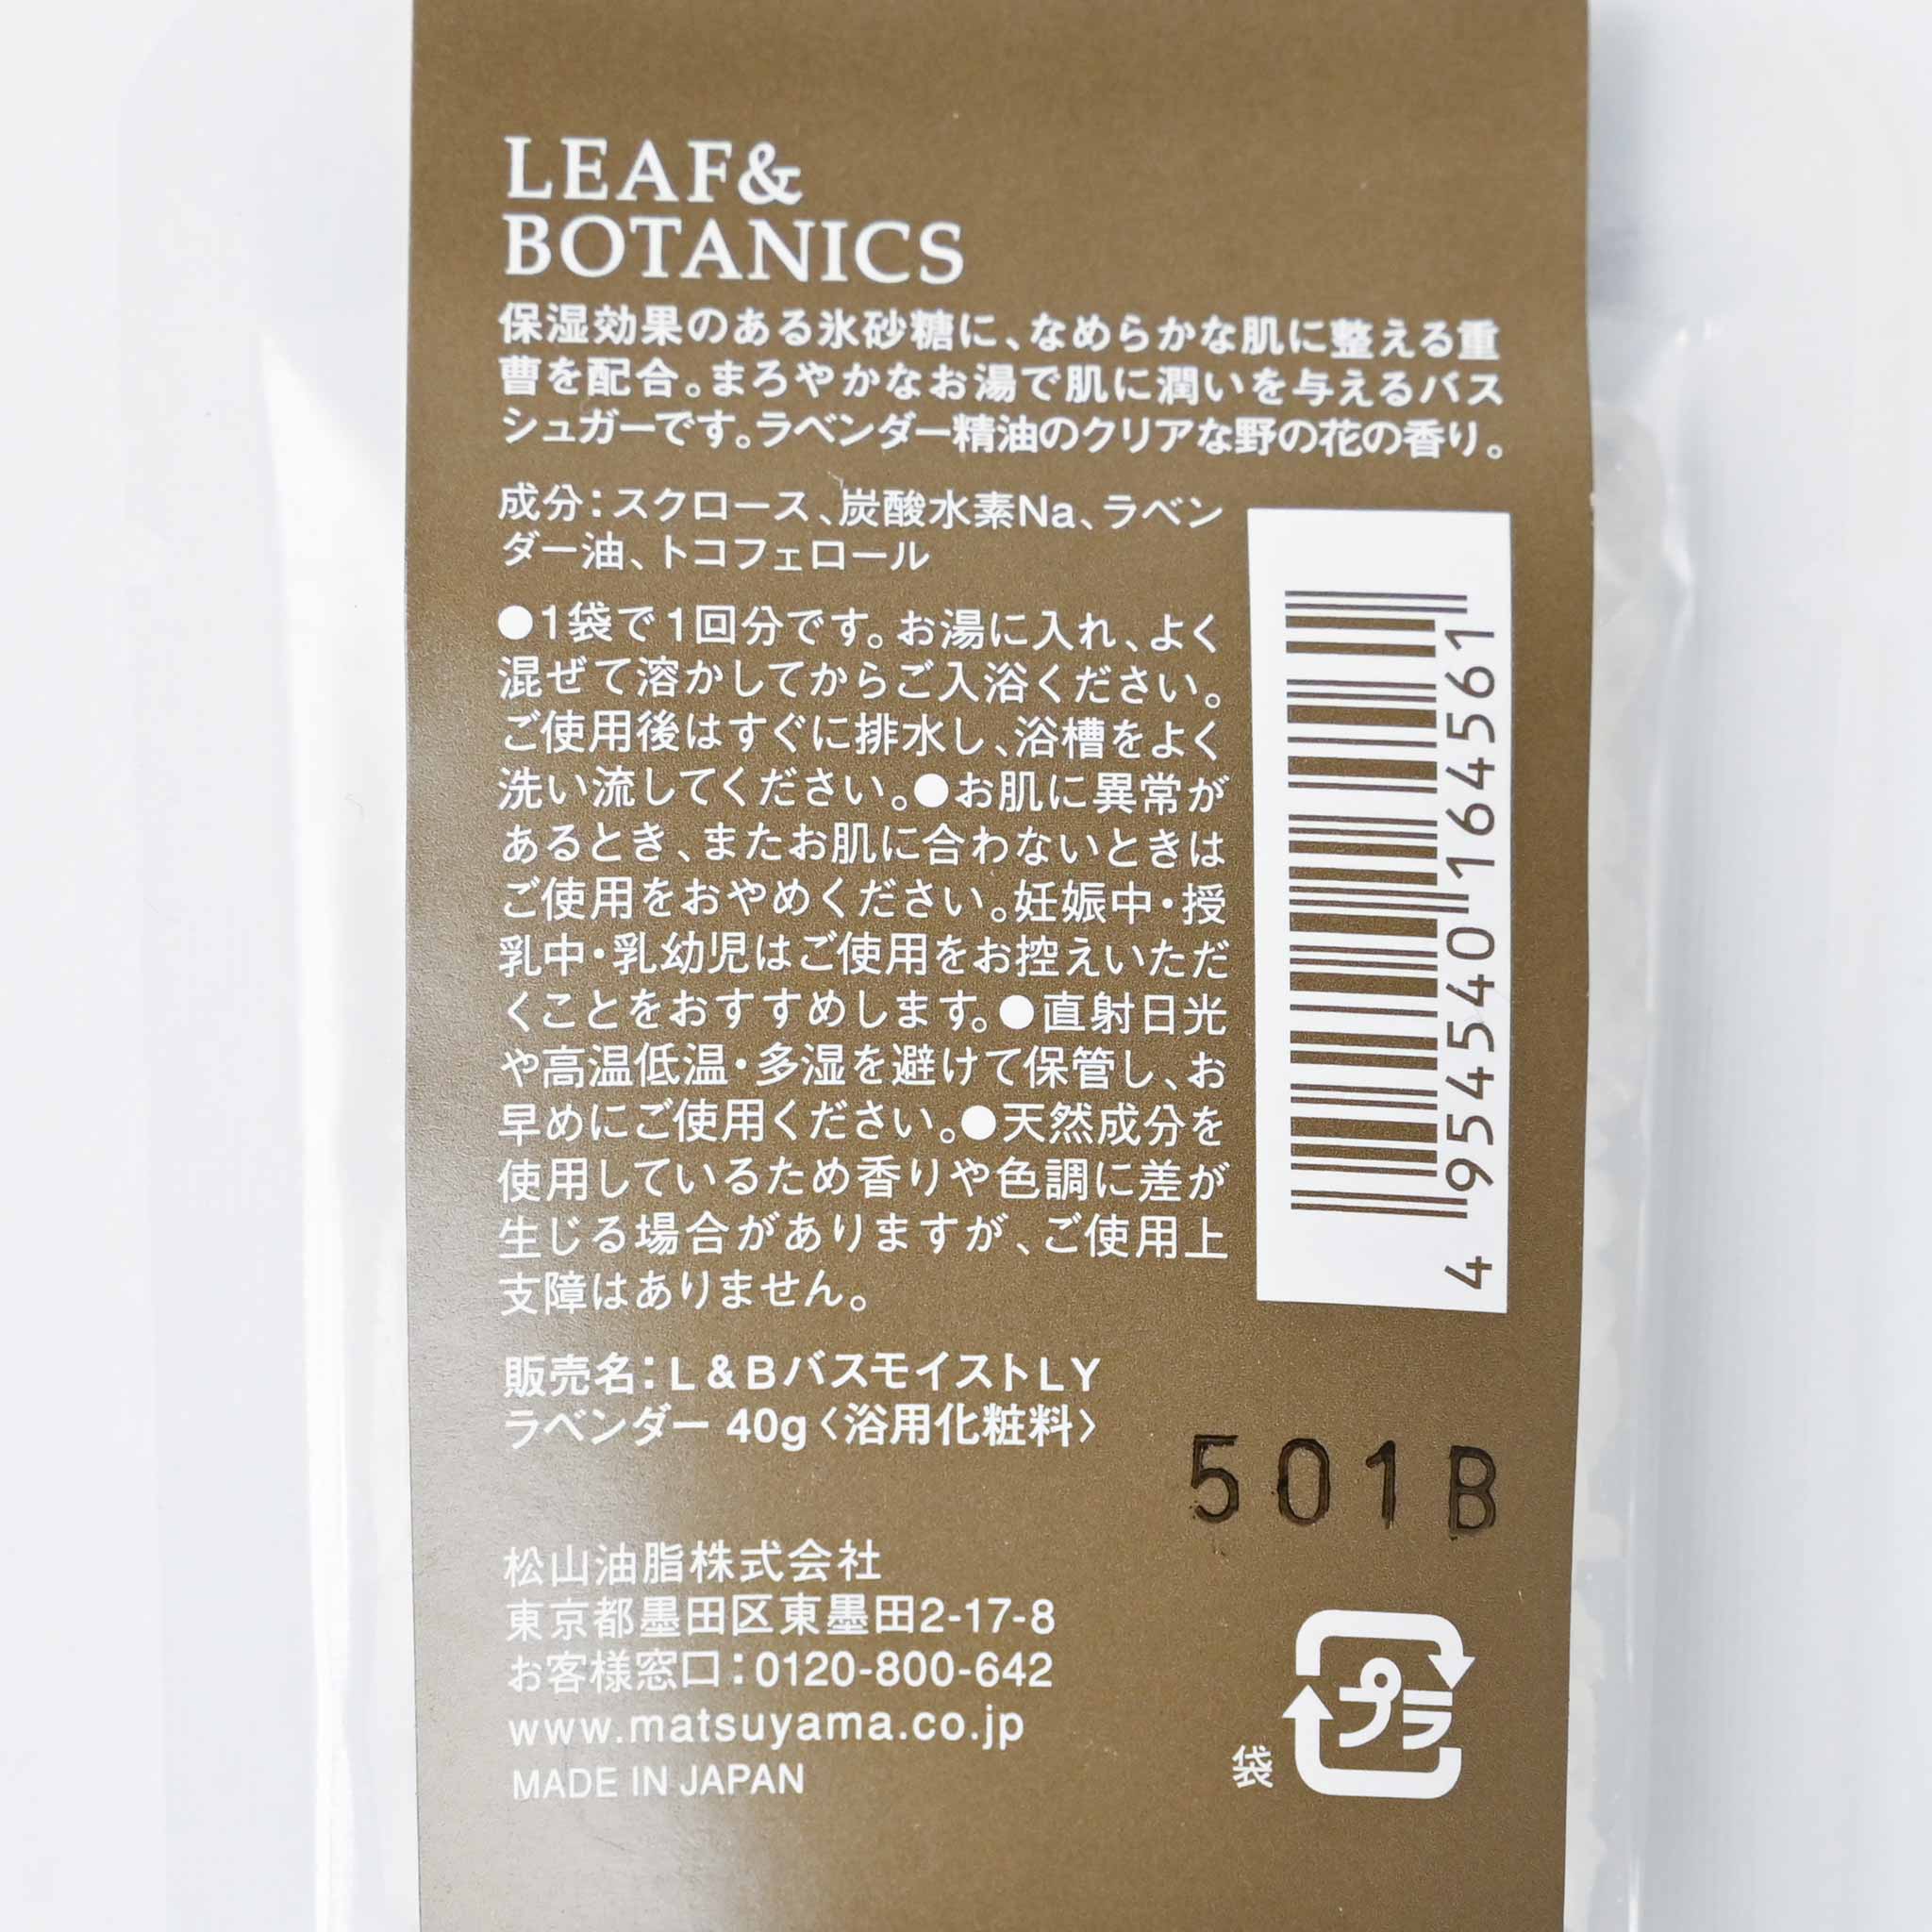 LEAF&
BOTANICS
保湿効果のある氷砂糖に、なめらかな肌に整える重
曹を配合。まろやかなお湯で肌に潤いを与えるバス
シュガーです。ラベンダー精油のクリアな野の花の香り。
成分：スクロース、炭酸水素Na、ラベン
ダー油、トコフェロール
●1袋で1回分です。お湯に入れ、よく
混ぜて溶かしてからご入浴ください。
ご使用後はすぐに排水し、浴槽をよく
洗い流してください。●お肌に異常が
あるとき、またお肌に合わないときは
ご使用をおやめください。妊娠中・授
乳中・乳幼児はご使用をお控えいただ
くことをおすすめします。●直射日光
や高温低温・多湿を避けて保管し、お
早めにご使用ください。●天然成分を
使用しているため香りや色調に差が
生じる場合がありますが、ご使用上
支障はありません。
4 954540 164561
販売名：L&BバスモイストLY
ラベンダー 40g〈浴用化粧料〉
501B
松山油脂株式会社
東京都墨田区東墨田2-17-8
お客様窓口：0120-800-642
www.matsuyama.co.jp
MADE IN JAPAN
プラ
袋